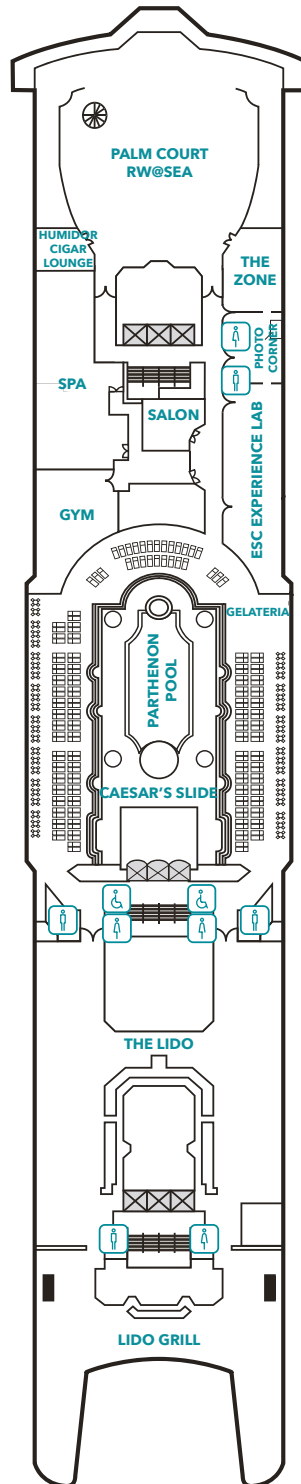 PALM COURT
RW@SEA
HUMIDOR
CIGAR
LOUNGE
THE
ZONE
PHOTO
CORNER
SPA
SALON
ESC EXPERIENCE LAB
GYM
GELATERIA
PARTHENON
POOL
CAESAR'S SLIDE
THE LIDO
LIDO GRILL